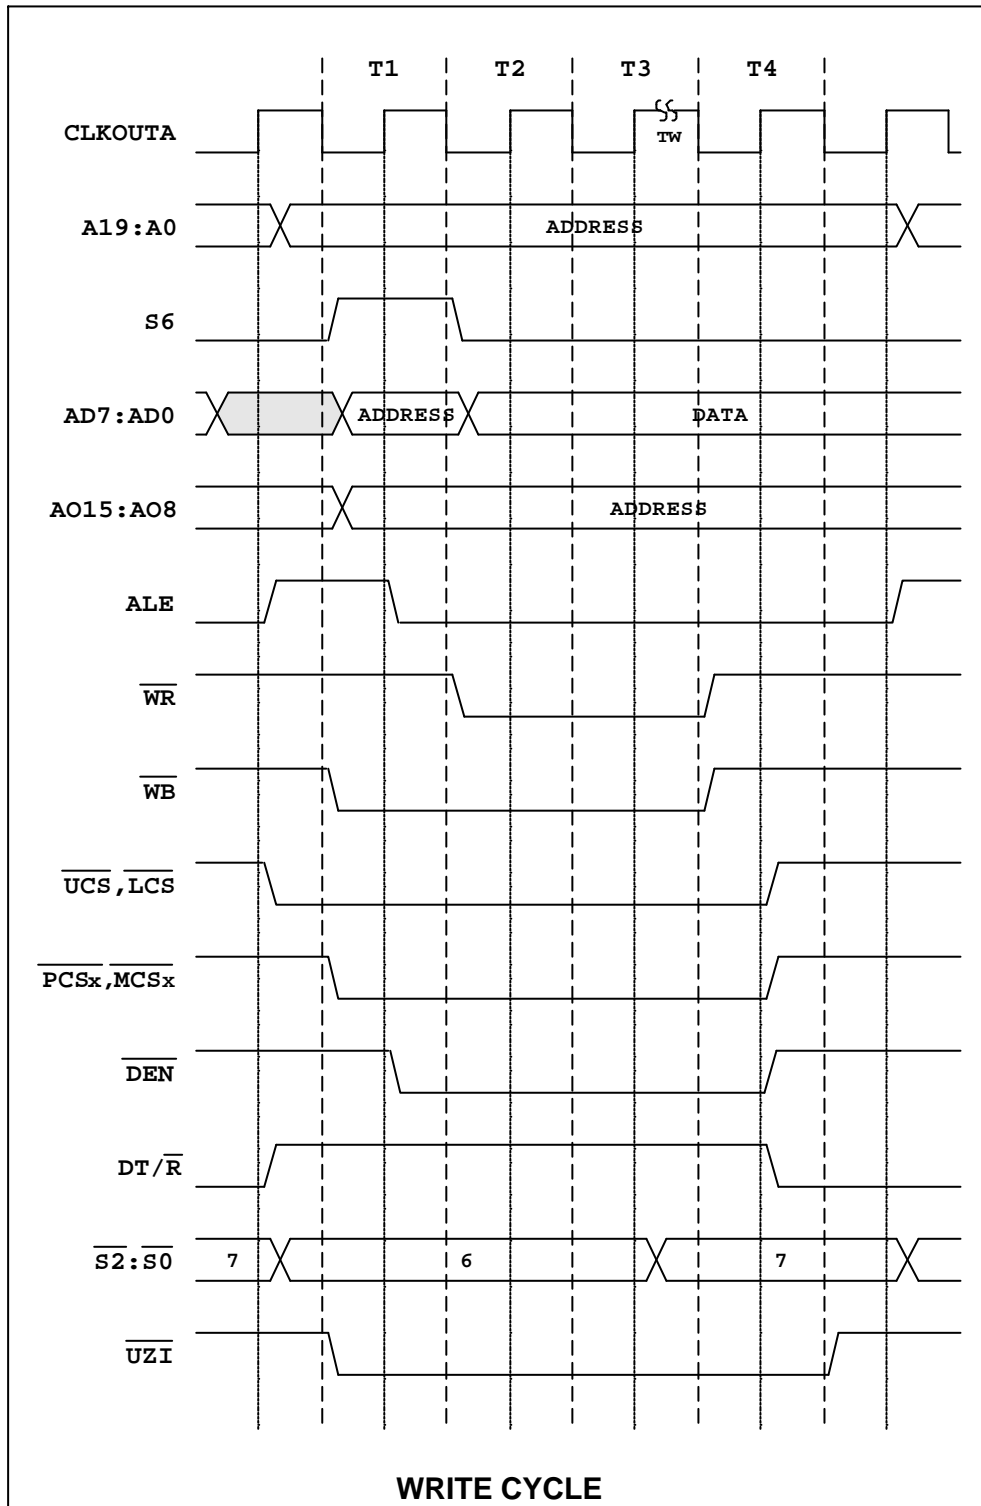 T1 T2 T3 T4
CLKOUTA TW
A19:A0 ADDRESS
S6
AD7:AD0 ADDRESS DATA
AO15:AO8 ADDRESS
ALE
WR
WB
UCS,LCS
PCSx,MCSx
DEN
DT/R
S2:S0 7 6 7
UZI
WRITE CYCLE